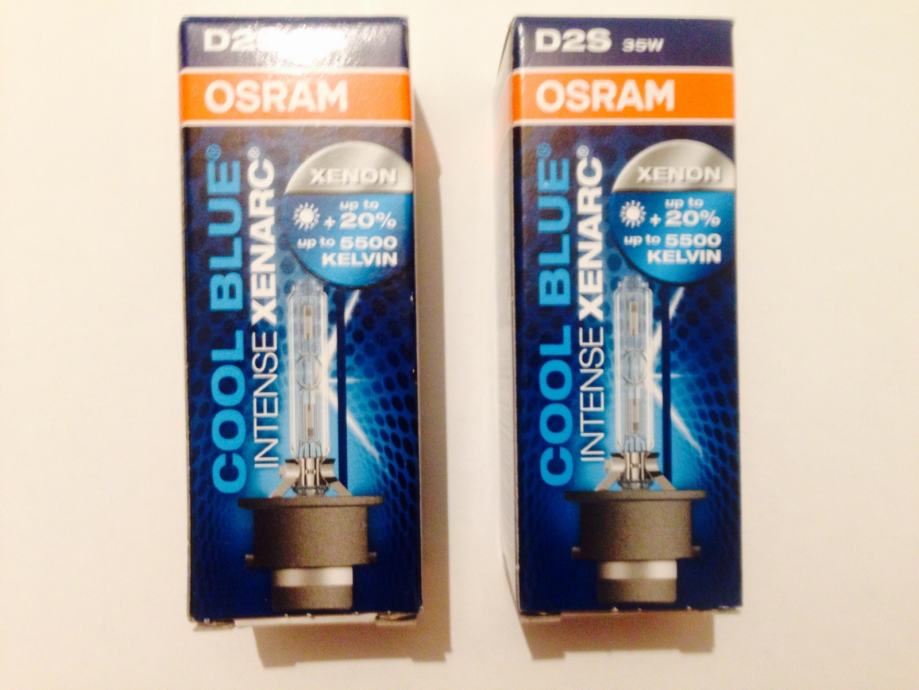 D2S
OSRAM
COOL BLUE®
INTENSE XENARC®
XENON
up to
+ 20%
up to 5500
KELVIN
D2S 35W
OSRAM
COOL BLUE®
INTENSE XENARC®
XENON
up to
+ 20%
up to 5500
KELVIN